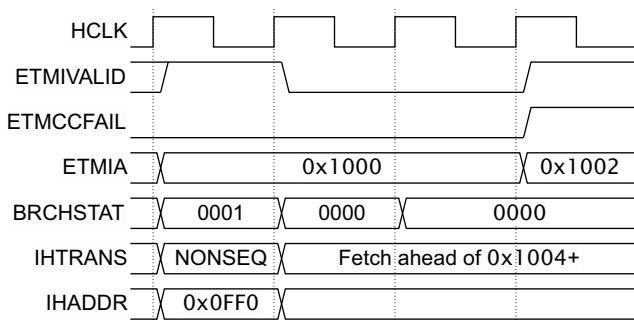 HCLK
ETMIVALID
ETMCCFAIL
ETMIA 0x1000 0x1002
BRCHSTAT 0001 0000 0000
IHTRANS NONSEQ Fetch ahead of 0x1004+
IHADDR 0x0FF0